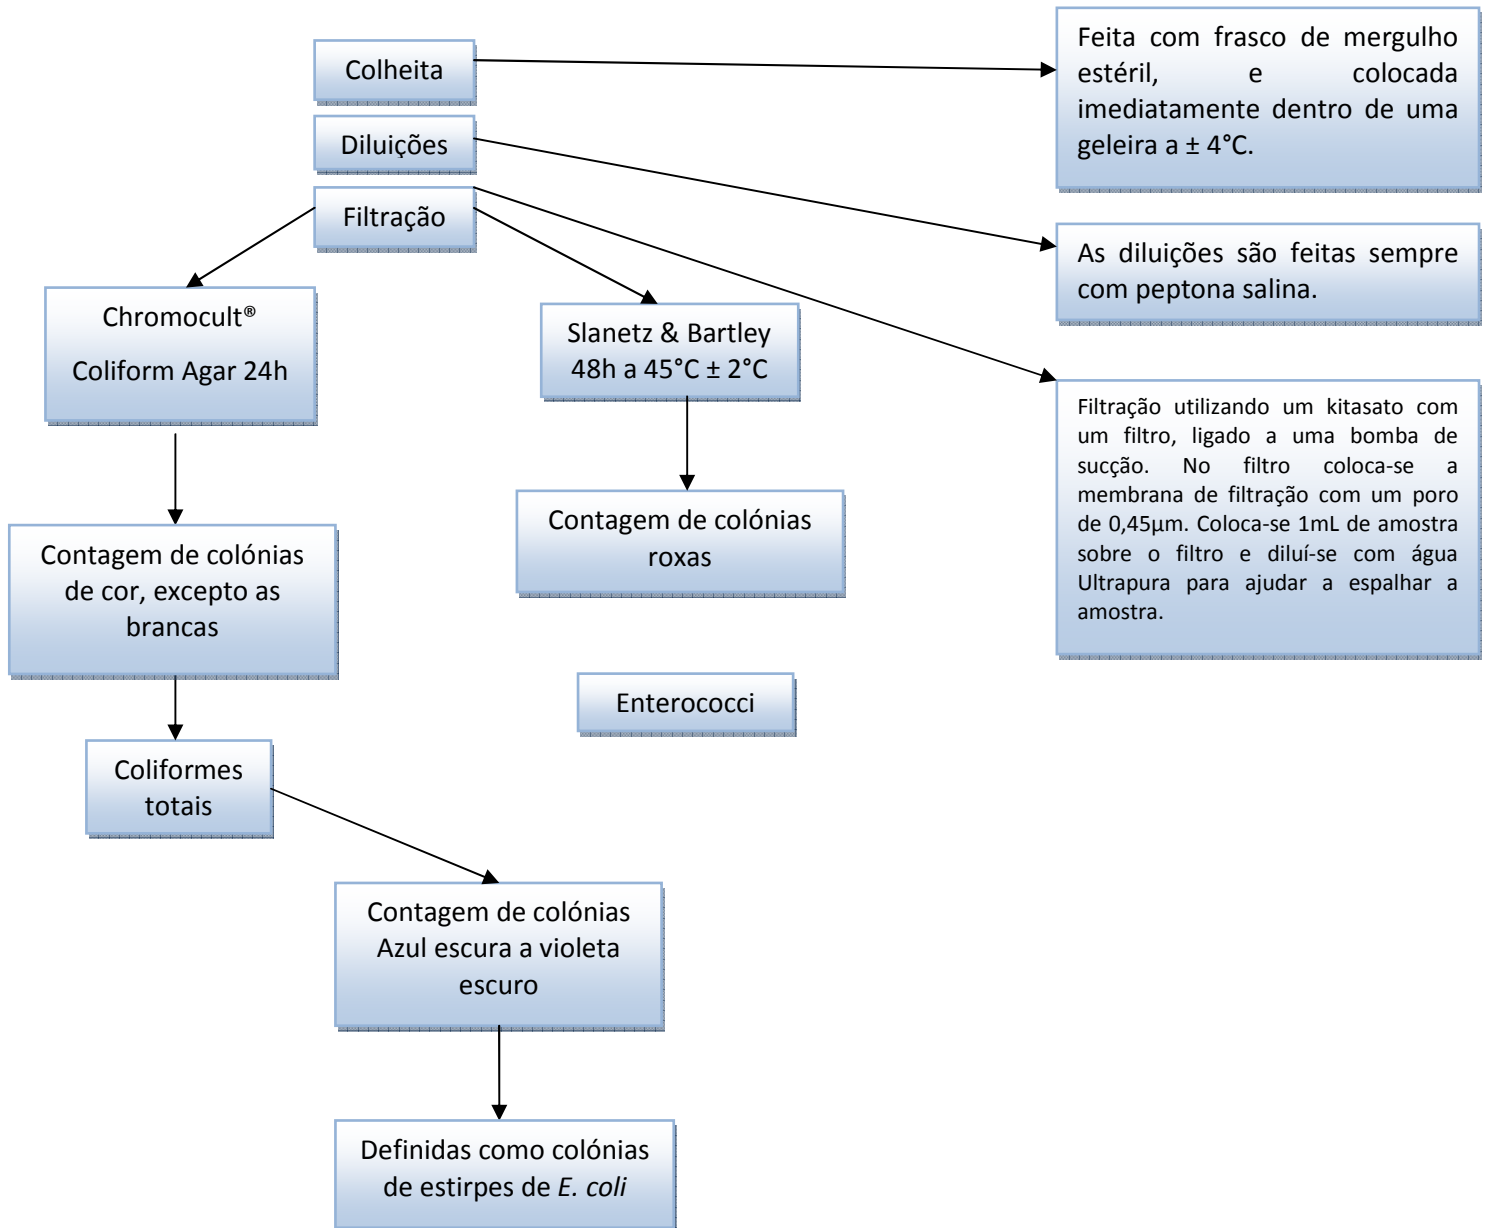 Colheita
Feita com frasco de mergulho
estéril, e colocada
imediatamente dentro de uma
geleira a ± 4°C.
Diluições
As diluições são feitas sempre
com peptona salina.
Filtração
Filtração utilizando um kitasato com
um filtro, ligado a uma bomba de
sucção. No filtro coloca-se a
membrana de filtração com um poro
de 0,45µm. Coloca-se 1mL de amostra
sobre o filtro e diluí-se com água
Ultrapura para ajudar a espalhar a
amostra.
Chromocult®
Coliform Agar 24h
Slanetz & Bartley
48h a 45°C ± 2°C
Contagem de colónias
roxas
Contagem de colónias
de cor, excepto as
brancas
Enterococci
Coliformes
totais
Contagem de colónias
Azul escura a violeta
escuro
Definidas como colónias
de estirpes de E. coli